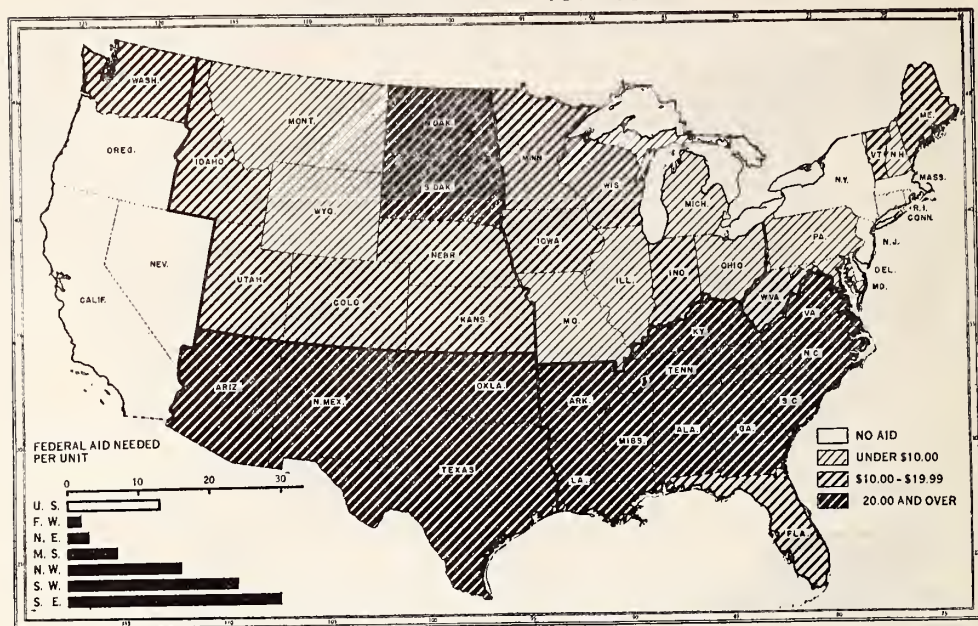 WASH.
MONT.
N DAK.
MINN.
ME.
OREG.
IDAHO
S. DAK.
WIS.
MICH.
VT.
N.H.
N.Y.
MASS.
R.I.
CONN.
WYO.
IOWA
PA.
N.J.
NEV.
UTAH
NEBR.
ILL.
IND.
OHIO
DEL.
MD.
CALIF.
COLO.
KANS.
MO.
W.VA.
VA.
KY.
ARIZ.
N.MEX.
OKLA.
ARK.
TENN.
N.C.
S.C.
TEXAS
LA.
MISS.
ALA.
GA.
FLA.
FEDERAL AID NEEDED
PER UNIT
0 10 20 30
U. S.
F. W.
N. E.
M. S.
N. W.
S. W.
S. E.
NO AID
UNDER $10.00
$10.00 - $19.99
20.00 AND OVER